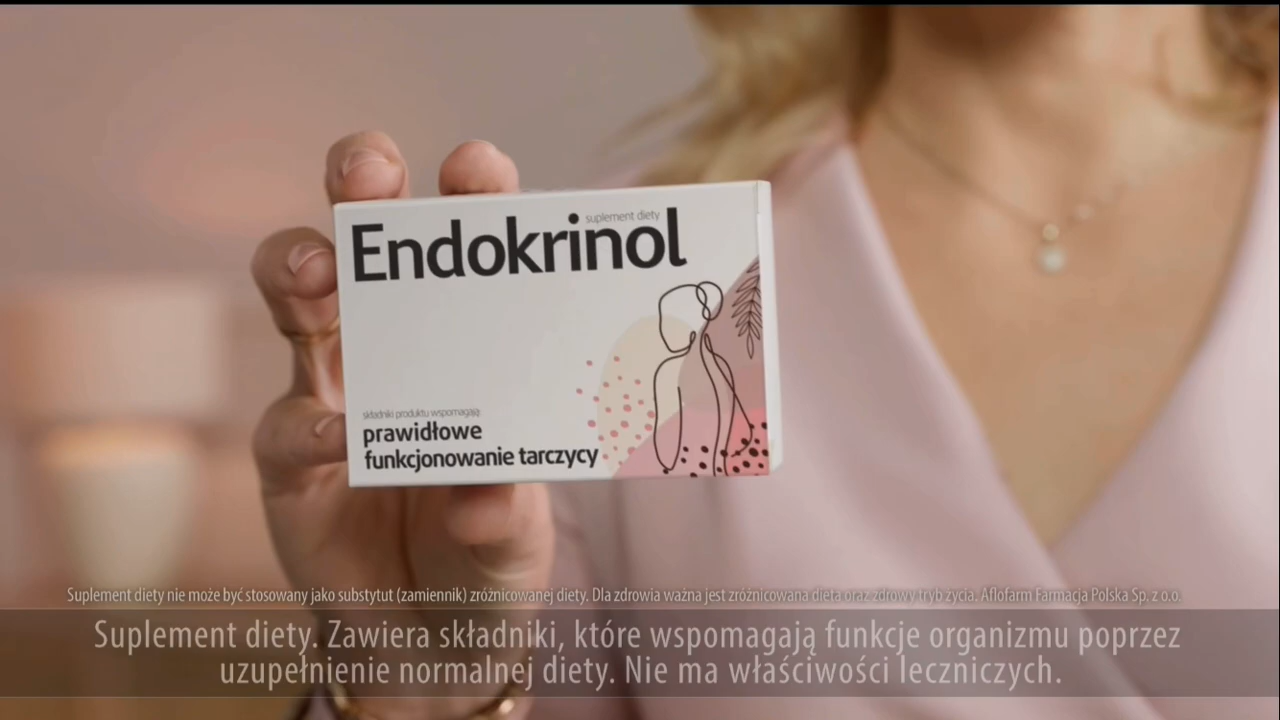 suplement diety
Endokrinol
składniki produktu wspomagają:
prawidłowe
funkcjonowanie tarczycy
Suplement diety nie może być stosowany jako substytut (zamiennik) zróżnicowanej diety. Dla zdrowia ważna jest zróżnicowana dieta oraz zdrowy tryb życia. Aflofarm Farmacja Polska Sp. z o.o.
Suplement diety. Zawiera składniki, które wspomagają funkcje organizmu poprzez
uzupełnienie normalnej diety. Nie ma właściwości leczniczych.